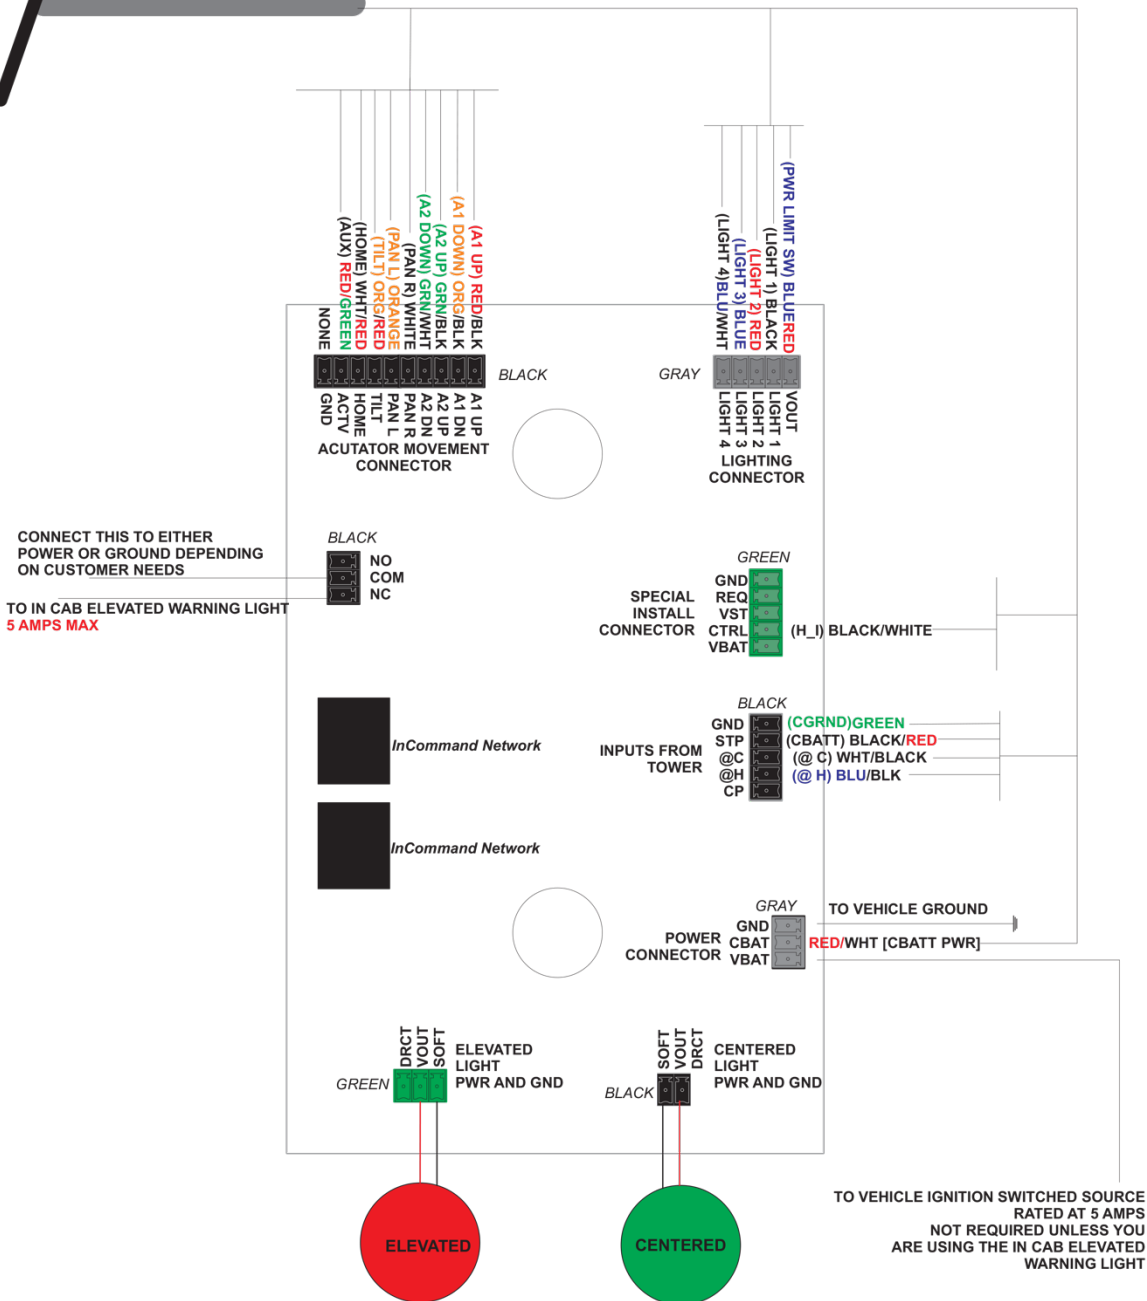 (AUX) RED/GREEN
(HOME) WHT/RED
(TILT) ORG/RED
(PAN L) ORANGE
(PAN R) WHITE
(A2 DOWN) GRN/WHT
(A2 UP) GRN/BLK
(A1 DOWN) ORG/BLK
(A1 UP) RED/BLK
NONE
(LIGHT 4)BLU/WHT
(LIGHT 3) BLUE
(LIGHT 2) RED
(LIGHT 1) BLACK
(PWR LIMIT SW) BLUERED
BLACK
GRAY
GND
ACTV
HOME
TILT
PAN L
PAN R
A2 DN
A2 UP
A1 DN
A1 UP
ACUTATOR MOVEMENT
CONNECTOR
LIGHT 4
LIGHT 3
LIGHT 2
LIGHT 1
VOUT
LIGHTING
CONNECTOR
CONNECT THIS TO EITHER
POWER OR GROUND DEPENDING
ON CUSTOMER NEEDS
BLACK
NO
COM
NC
TO IN CAB ELEVATED WARNING LIGHT
5 AMPS MAX
GREEN
SPECIAL
INSTALL
CONNECTOR
GND
REQ
VST
CTRL
VBAT
(H_I) BLACK/WHITE
BLACK
INPUTS FROM
TOWER
GND
STP
@C
@H
CP
(CGRND)GREEN
(CBATT) BLACK/RED
(@ C) WHT/BLACK
(@ H) BLU/BLK
InCommand Network
InCommand Network
GRAY
POWER
CONNECTOR
GND
CBAT
VBAT
TO VEHICLE GROUND
RED/WHT [CBATT PWR]
DRCT
VOUT
SOFT
ELEVATED
LIGHT
PWR AND GND
GREEN
SOFT
VOUT
DRCT
CENTERED
LIGHT
PWR AND GND
BLACK
ELEVATED
CENTERED
TO VEHICLE IGNITION SWITCHED SOURCE
RATED AT 5 AMPS
NOT REQUIRED UNLESS YOU
ARE USING THE IN CAB ELEVATED
WARNING LIGHT